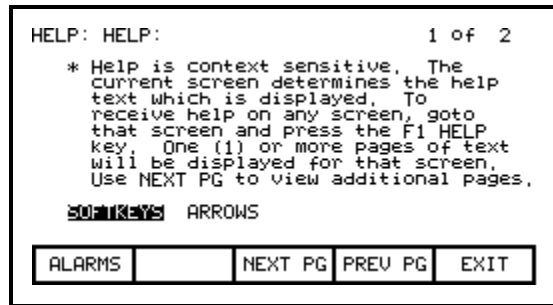 HELP: HELP: 1 of 2
* Help is context sensitive. The
current screen determines the help
text which is displayed. To
receive help on any screen, goto
that screen and press the F1 HELP
key. One (1) or more pages of text
will be displayed for that screen.
Use NEXT PG to view additional pages.
SOFTKEYS ARROWS
ALARMS NEXT PG PREV PG EXIT